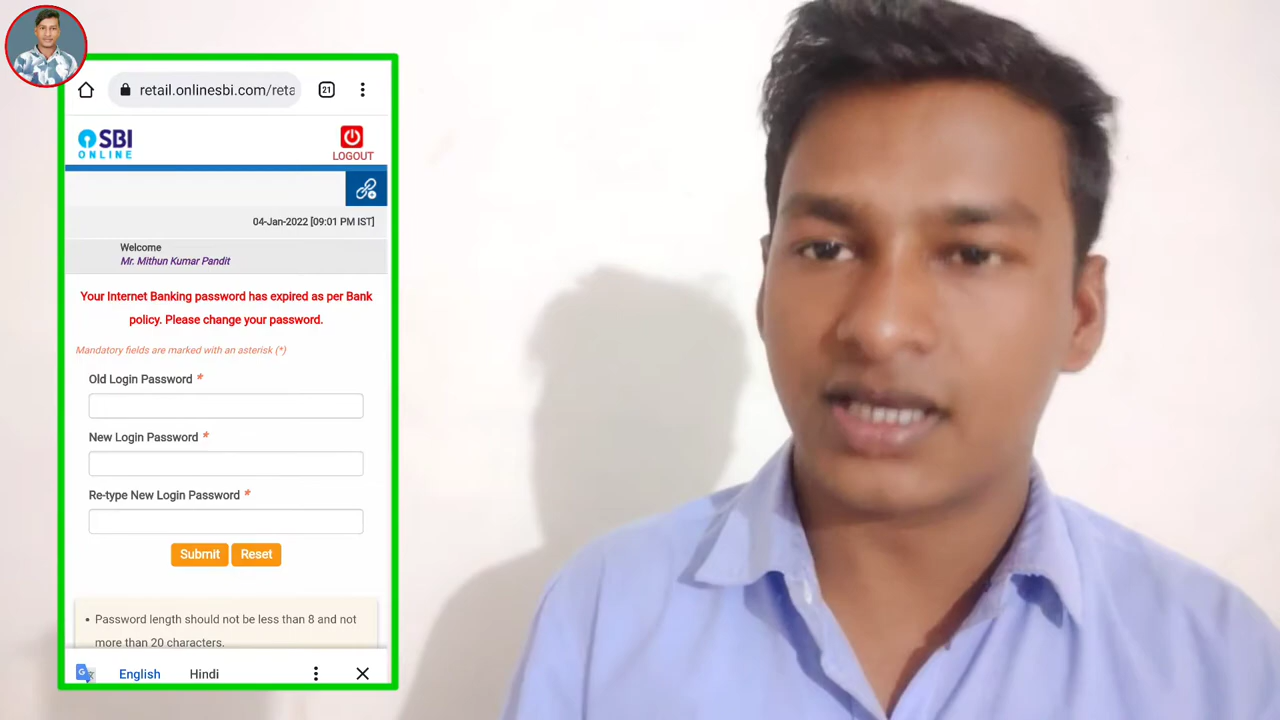 21
retail.onlinesbi.com/reta
SBI
ONLINE
LOGOUT
04-Jan-2022 [09:01 PM IST]
Welcome
Mr. Mithun Kumar Pandit
Your Internet Banking password has expired as per Bank
policy. Please change your password.
Mandatory fields are marked with an asterisk (*)
Old Login Password *
New Login Password *
Re-type New Login Password *
Submit Reset
• Password length should not be less than 8 and not
more than 20 characters.
English Hindi